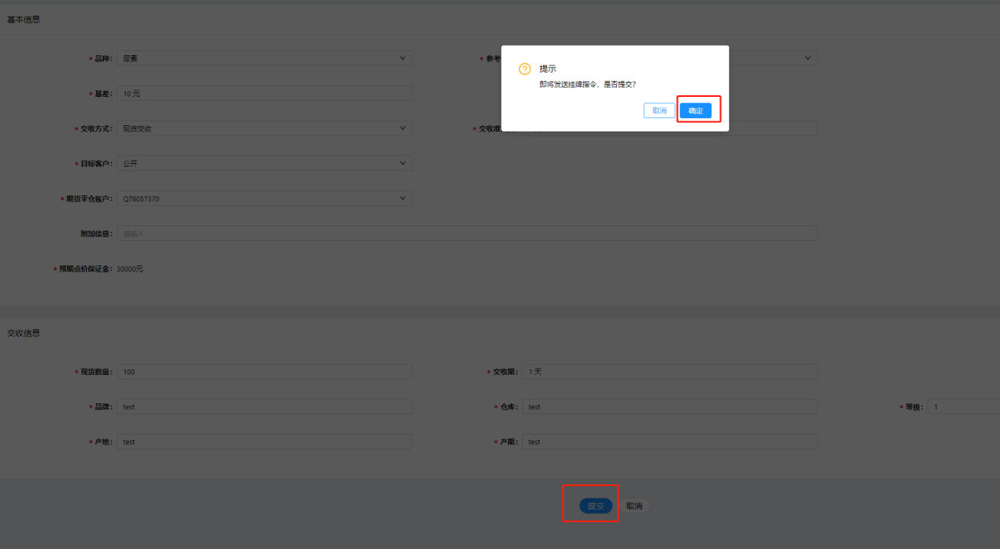 基本信息
* 品种： 尿素
* 参考
提示
即将发送挂牌指令，是否提交？
取消 确定
* 基差： 10 元
* 交收方式： 现货交收
* 交收准
* 目标客户： 公开
* 期货平仓账户： Q78057370
附加信息： 请输入
* 预期点价保证金： 30000元
交收信息
* 现货数量： 100
* 交收期： 1 天
* 品牌： test
* 仓库： test
* 等级： 1
* 产地： test
* 产期： test
提交 取消